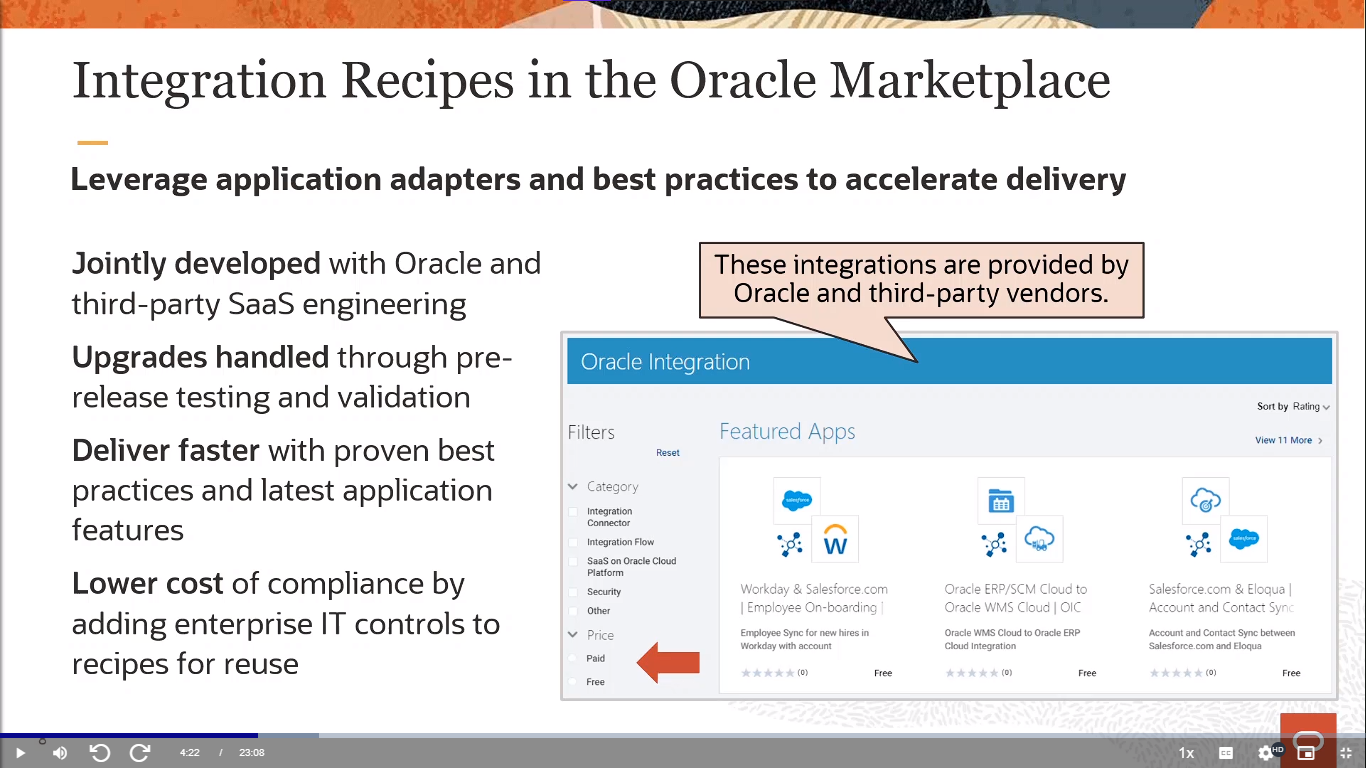 Integration Recipes in the Oracle Marketplace
Leverage application adapters and best practices to accelerate delivery
Jointly developed with Oracle and
third-party SaaS engineering
Upgrades handled through pre-
release testing and validation
Deliver faster with proven best
practices and latest application
features
Lower cost of compliance by
adding enterprise IT controls to
recipes for reuse
These integrations are provided by
Oracle and third-party vendors.
Oracle Integration
Sort by Rating
Filters
Reset
Featured Apps
View 11 More
Category
Integration
Connector
Integration Flow
SaaS on Oracle Cloud
Platform
Security
Other
Price
Paid
Free
salesforce
W
Workday & Salesforce.com
| Employee On-boarding |
Employee Sync for new hires in
Workday with account
(0)
Free
Oracle ERP/SCM Cloud to
Oracle WMS Cloud | OIC
Oracle WMS Cloud to Oracle ERP
Cloud Integration
(0)
Free
salesforce
Salesforce.com & Eloqua |
Account and Contact Sync
Account and Contact Sync between
Salesforce.com and Eloqua
(0)
Free
4:22 / 23:08
1x
CC
HD